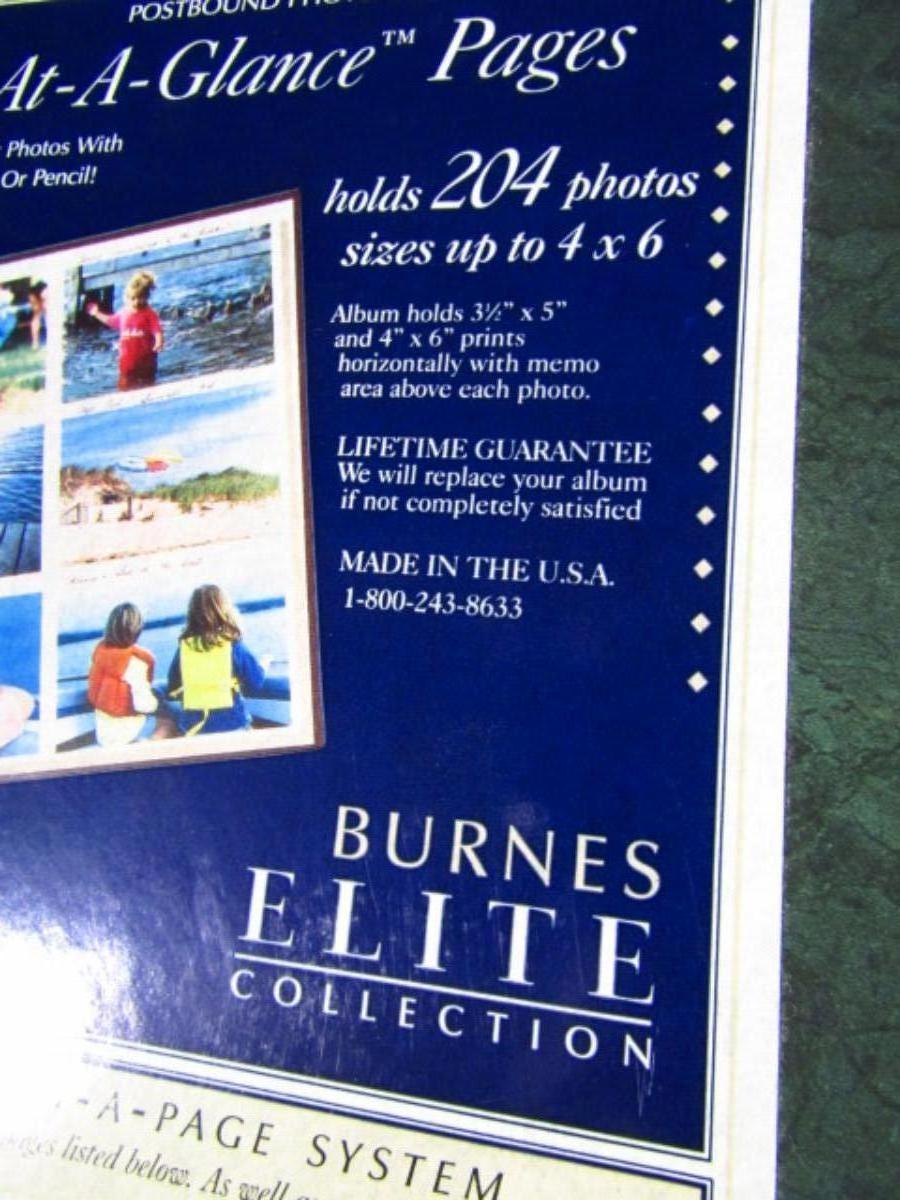 POSTBOUND
At-A-Glance™ Pages
Photos With
Or Pencil!
holds 204 photos
sizes up to 4 x 6
Album holds 3½” x 5”
and 4” x 6” prints
horizontally with memo
area above each photo.
LIFETIME GUARANTEE
We will replace your album
if not completely satisfied
MADE IN THE U.S.A.
1-800-243-8633
BURNES
ELITE
COLLECTION
-A-PAGE SYSTEM
listed below. As well